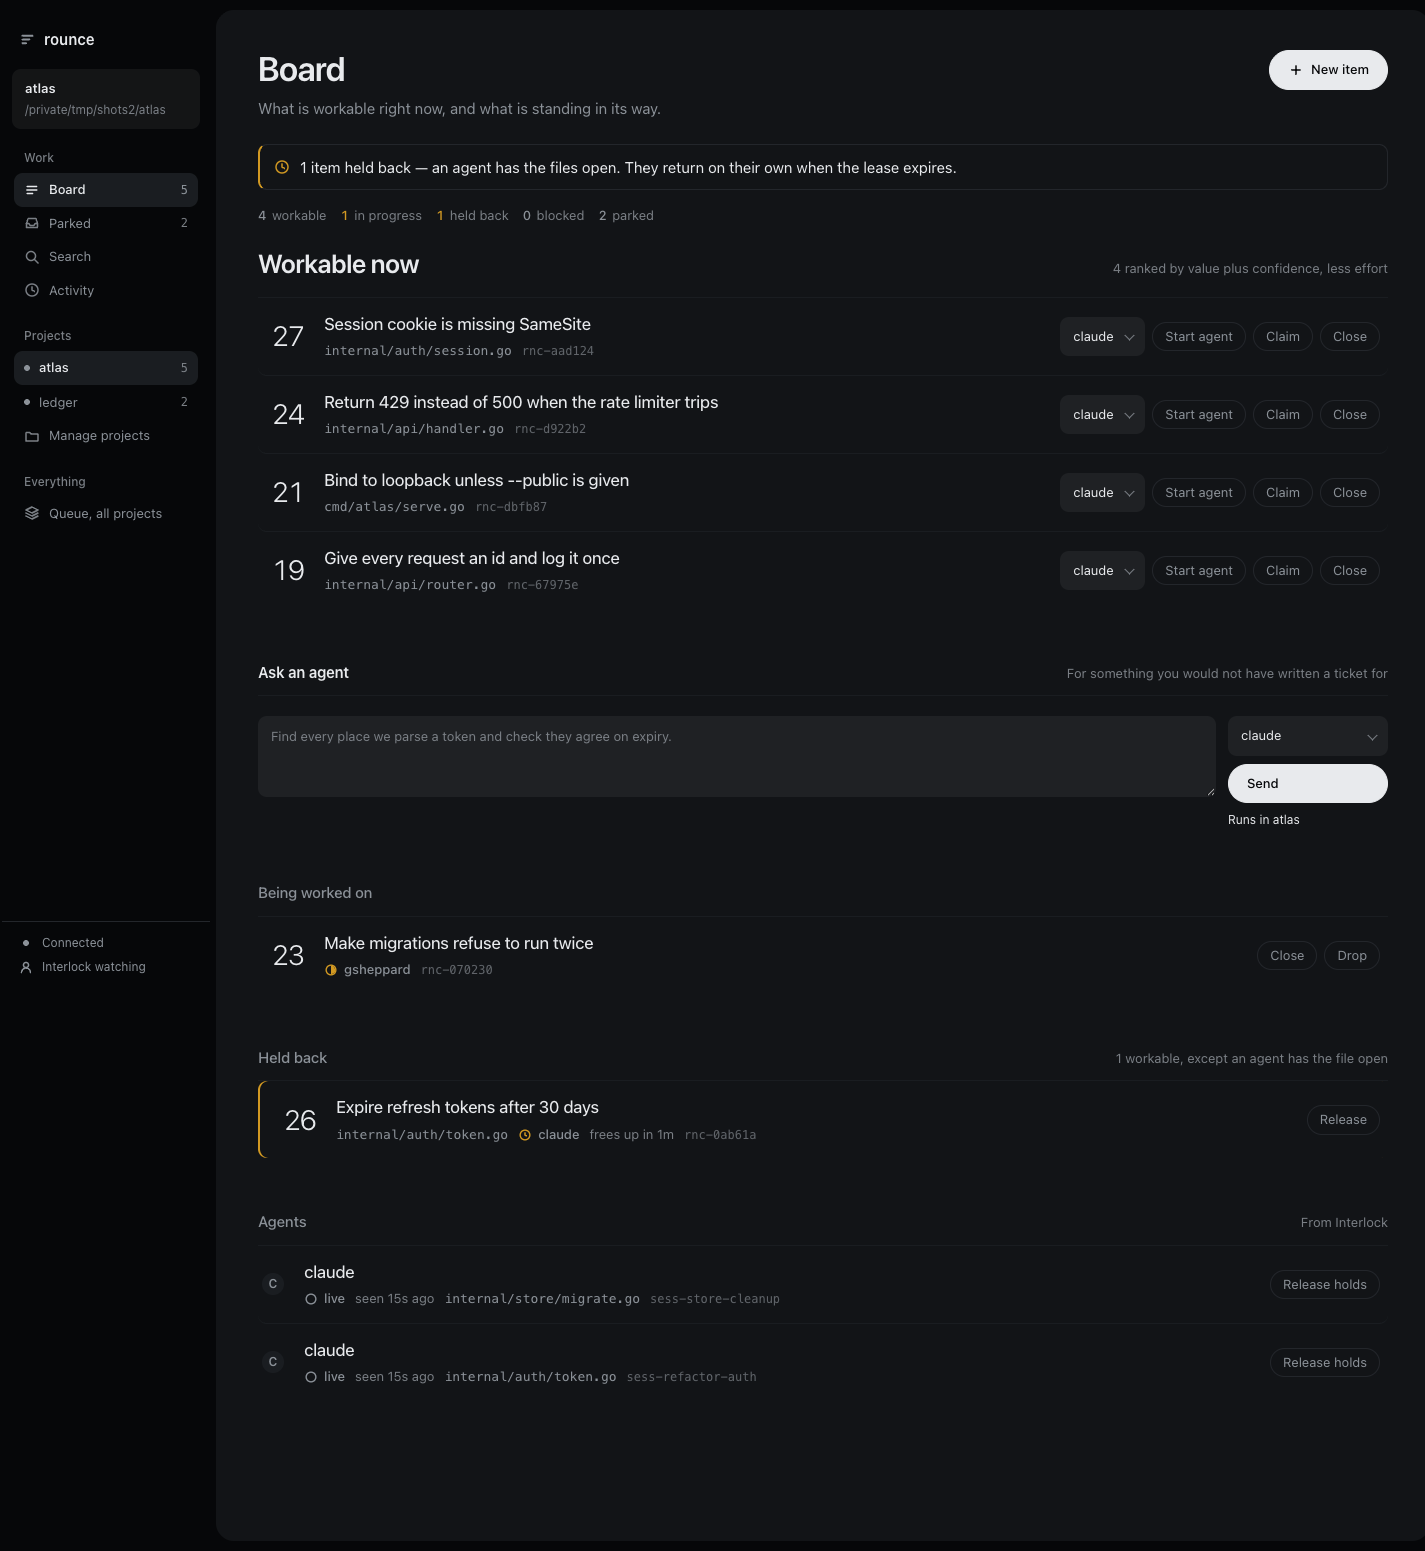 rounce
atlas
/private/tmp/shots2/atlas
Work
Board 5
Parked 2
Search
Activity
Projects
atlas 5
ledger 2
Manage projects
Everything
Queue, all projects
Connected
Interlock watching
Board
New item
What is workable right now, and what is standing in its way.
1 item held back — an agent has the files open. They return on their own when the lease expires.
4 workable 1 in progress 1 held back 0 blocked 2 parked
Workable now
4 ranked by value plus confidence, less effort
27 Session cookie is missing SameSite
internal/auth/session.go rnc-aad124
claude Start agent Claim Close
24 Return 429 instead of 500 when the rate limiter trips
internal/api/handler.go rnc-d922b2
claude Start agent Claim Close
21 Bind to loopback unless --public is given
cmd/atlas/serve.go rnc-dbfb87
claude Start agent Claim Close
19 Give every request an id and log it once
internal/api/router.go rnc-67975e
claude Start agent Claim Close
Ask an agent
For something you would not have written a ticket for
Find every place we parse a token and check they agree on expiry.
claude
Send
Runs in atlas
Being worked on
23 Make migrations refuse to run twice
gsheppard rnc-070230
Close Drop
Held back
1 workable, except an agent has the file open
26 Expire refresh tokens after 30 days
internal/auth/token.go claude frees up in 1m rnc-0ab61a
Release
Agents
From Interlock
C claude
live seen 15s ago internal/store/migrate.go sess-store-cleanup
Release holds
C claude
live seen 15s ago internal/auth/token.go sess-refactor-auth
Release holds